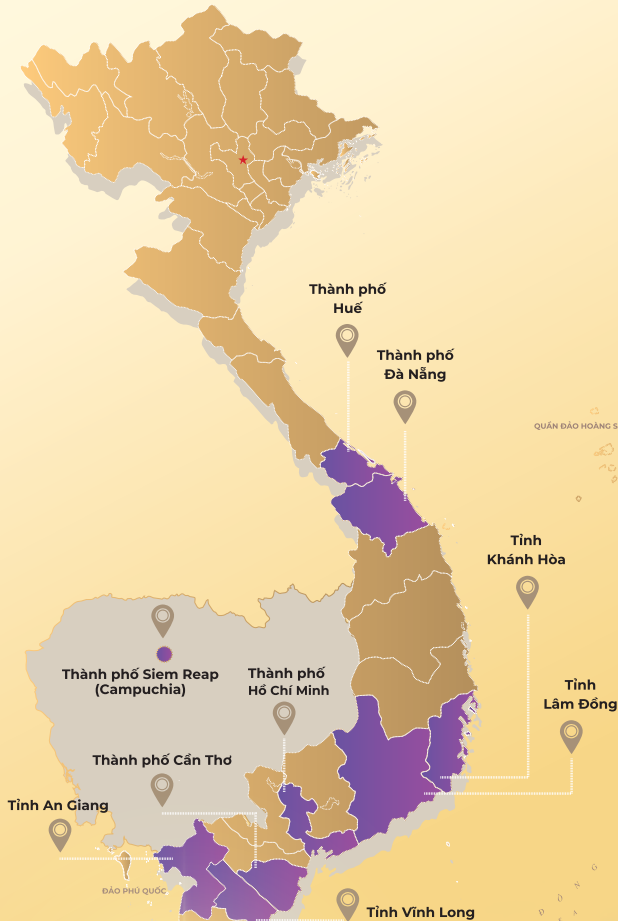 Thành phố
Huế
Thành phố
Đà Nẵng
QUẦN ĐẢO HOÀNG S
Tỉnh
Khánh Hòa
Thành phố Siem Reap
(Campuchia)
Thành phố
Hồ Chí Minh
Tỉnh
Lâm Đồng
Thành phố Cần Thơ
Tỉnh An Giang
ĐẢO PHÚ QUỐC
Tỉnh Vĩnh Long